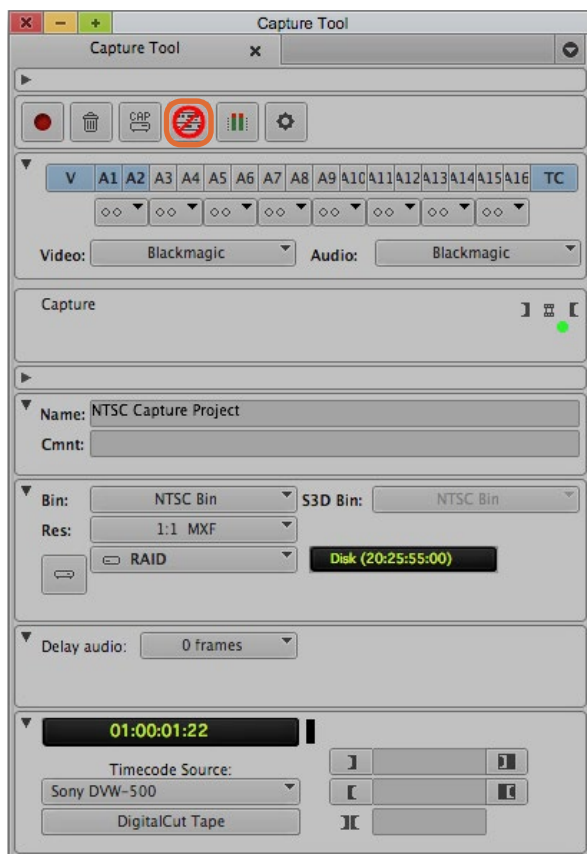 Capture Tool
Capture Tool
CAP
V A1 A2 A3 A4 A5 A6 A7 A8 A9 A10 A11 A12 A13 A14 A15 A16 TC
Video: Blackmagic Audio: Blackmagic
Capture
Name: NTSC Capture Project
Cmnt:
Bin: NTSC Bin S3D Bin: NTSC Bin
Res: 1:1 MXF
RAID Disk (20:25:55:00)
Delay audio: 0 frames
01:00:01:22
Timecode Source:
Sony DVW-500
DigitalCut Tape